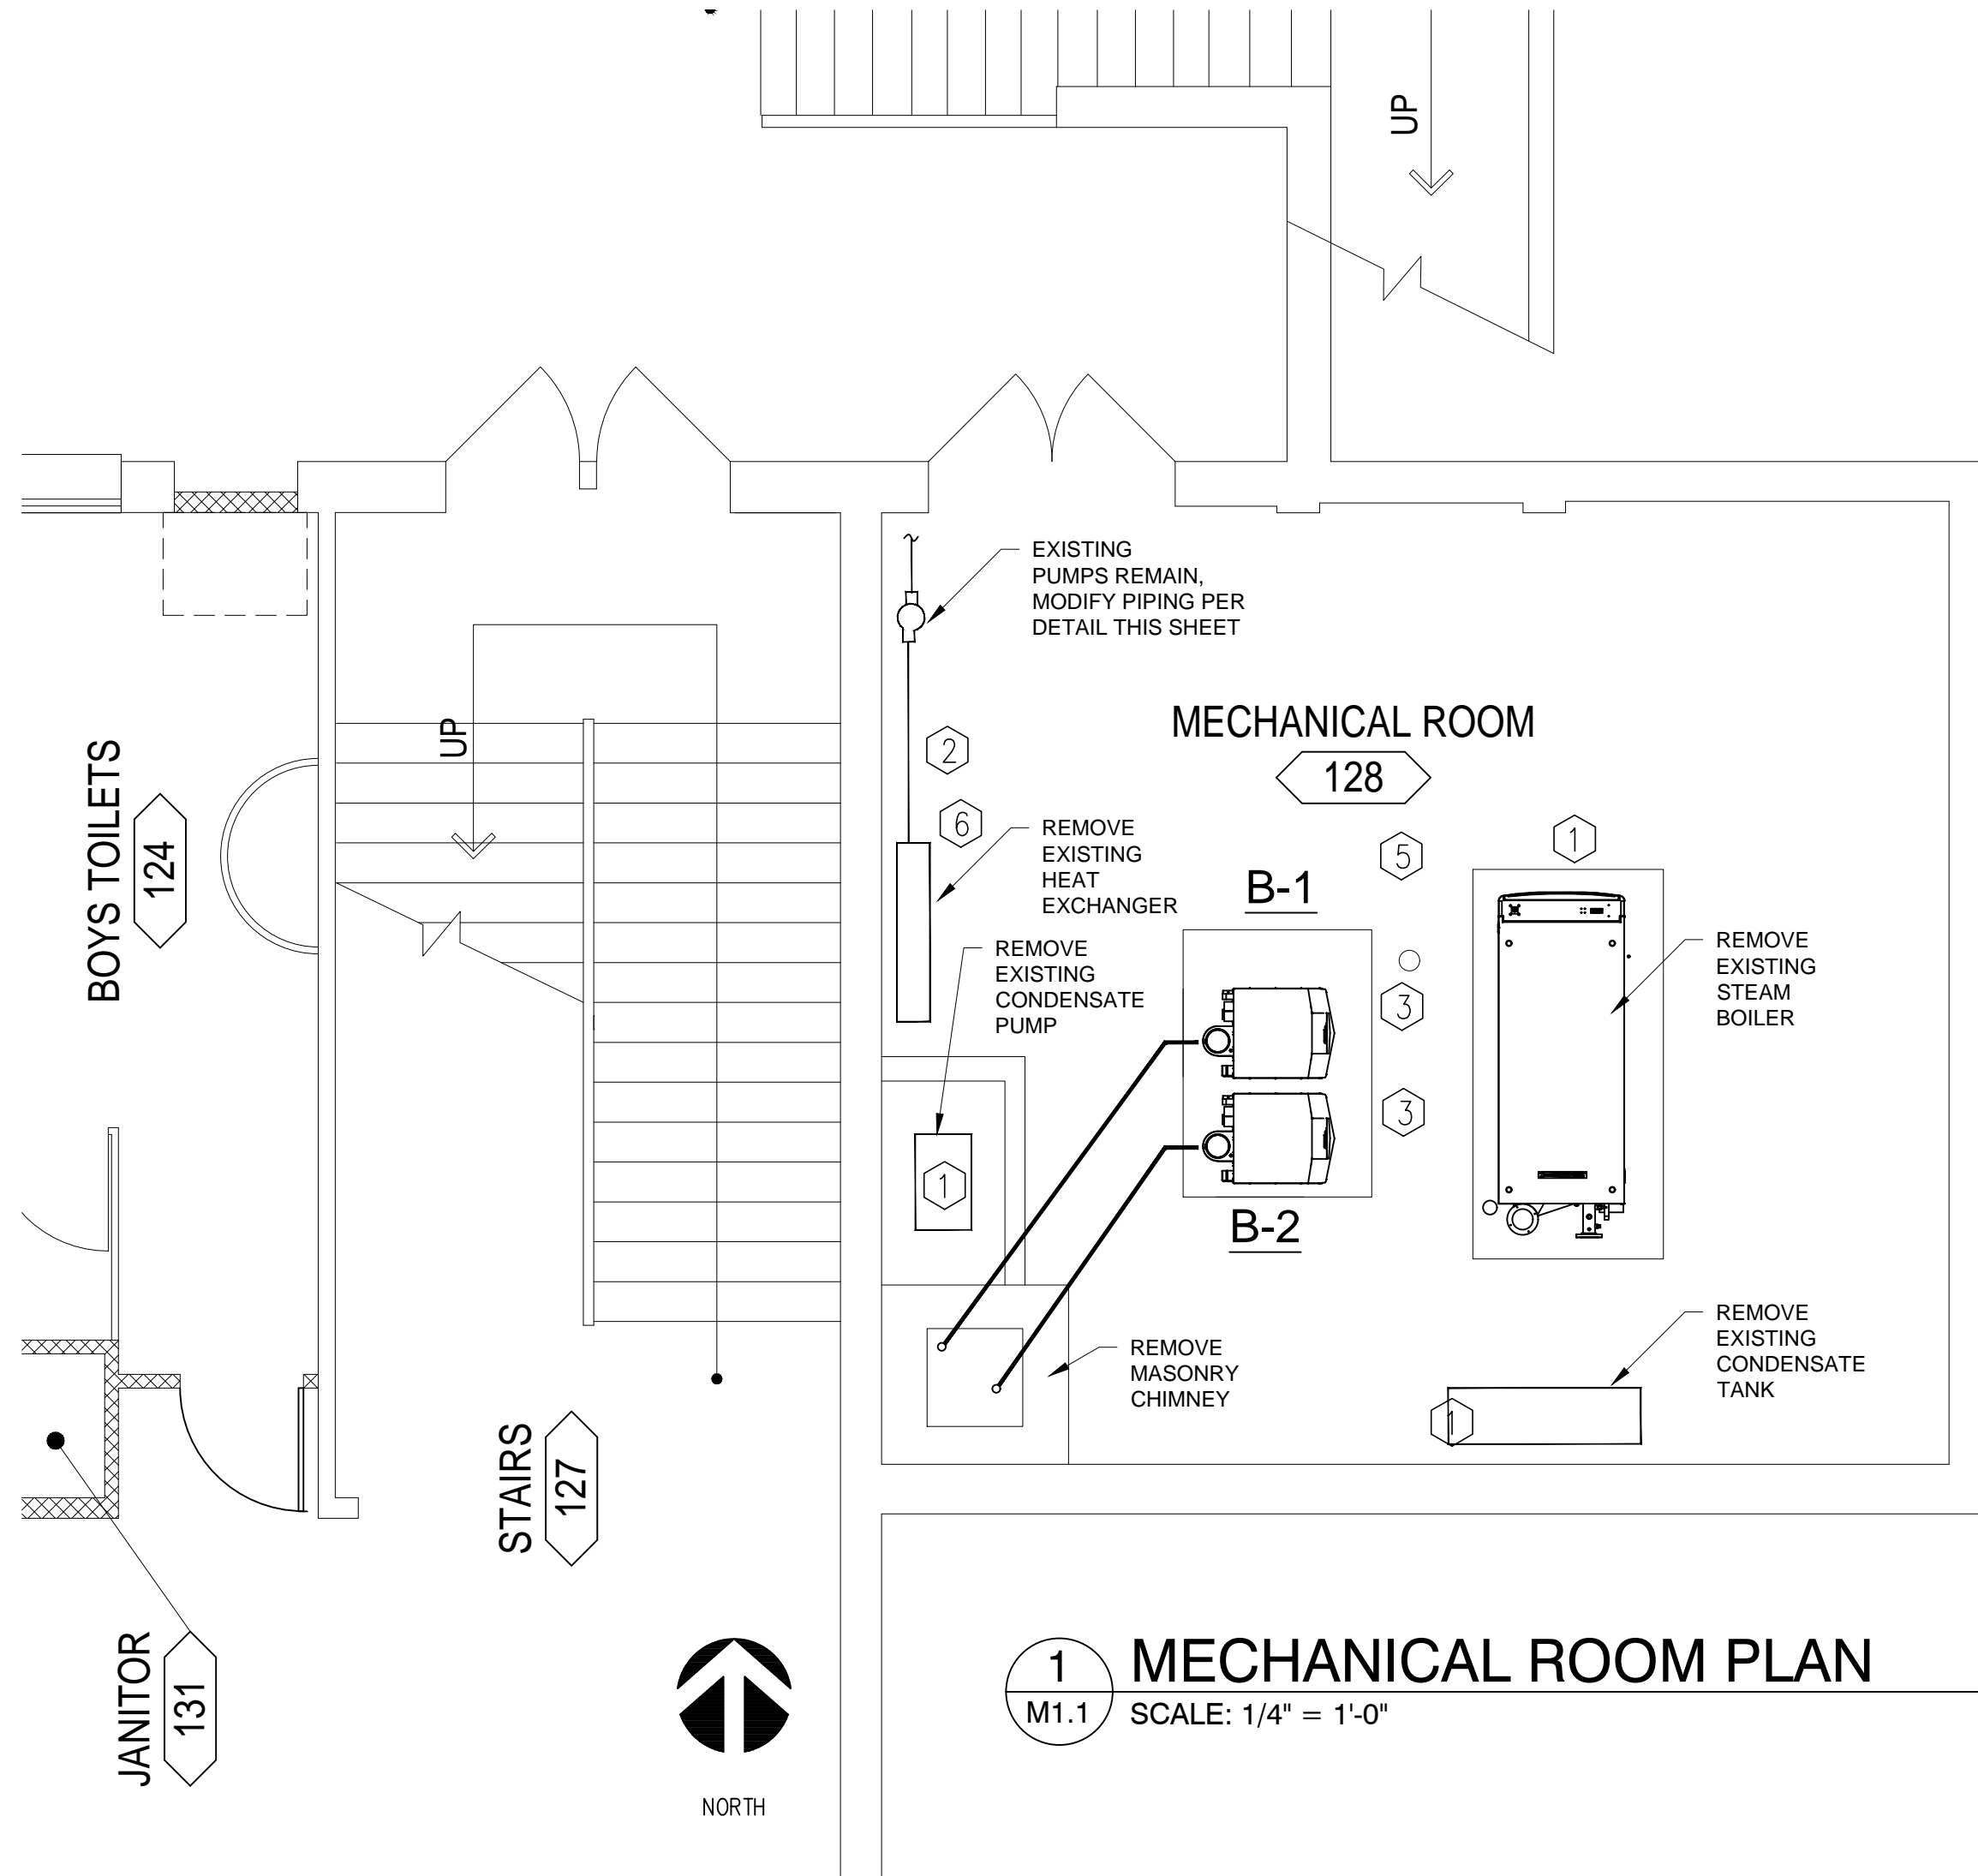 UP
EXISTING
PUMPS REMAIN,
MODIFY PIPING PER
DETAIL THIS SHEET
MECHANICAL ROOM
128
UP
2
6
5
1
BOYS TOILETS
124
REMOVE
EXISTING
HEAT
EXCHANGER
B-1
REMOVE
EXISTING
CONDENSATE
PUMP
3
REMOVE
EXISTING
STEAM
BOILER
3
1
B-2
REMOVE
MASONRY
CHIMNEY
REMOVE
EXISTING
CONDENSATE
TANK
1
STAIRS
127
JANITOR
131
NORTH
1
M1.1
MECHANICAL ROOM PLAN
SCALE: 1/4" = 1'-0"